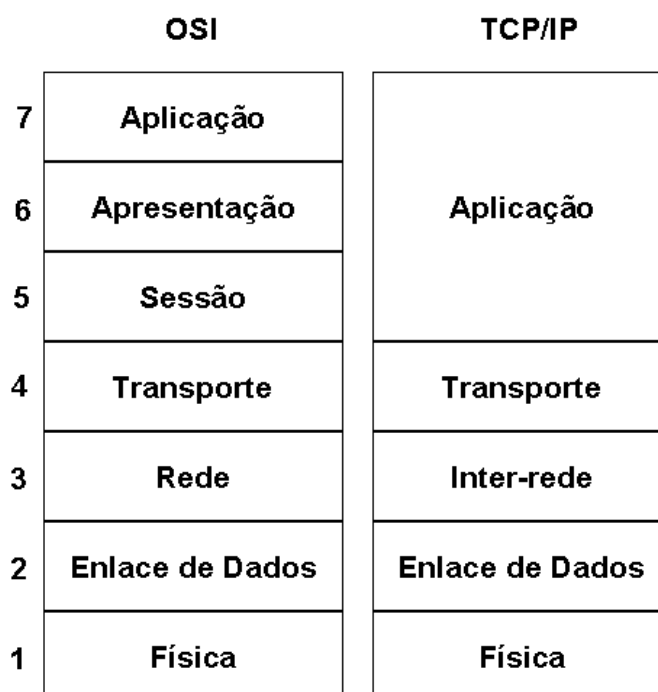 OSI TCP/IP
7 Aplicação
6 Apresentação Aplicação
5 Sessão
4 Transporte Transporte
3 Rede Inter-rede
2 Enlace de Dados Enlace de Dados
1 Física Física